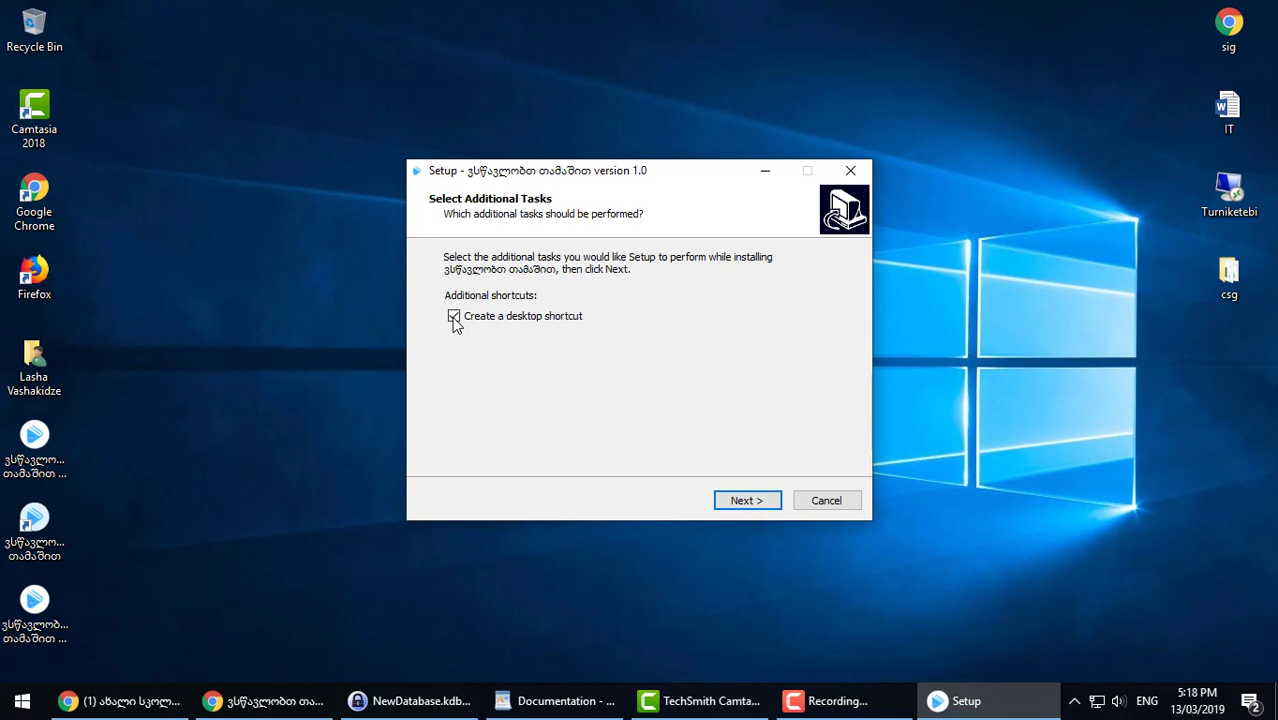 Recycle Bin
Camtasia
2018
Google
Chrome
Firefox
Lasha
Vashakidze
ვსწავლო...
თამაშით ...
ვსწავლო...
თამაშით
ვსწავლობ...
თამაშით ...
sig
IT
Turniketebi
csg
Setup - ვსწავლობთ თამაშით version 1.0
Select Additional Tasks
Which additional tasks should be performed?
Select the additional tasks you would like Setup to perform while installing
ვსწავლობთ თამაშით, then click Next.
Additional shortcuts:
Create a desktop shortcut
Next >
Cancel
(1) ახალი სკოლ...
ვსწავლობთ თა...
NewDatabase.kdb...
Documentation - ...
TechSmith Camta...
Recording...
Setup
ENG
5:18 PM
13/03/2019
2